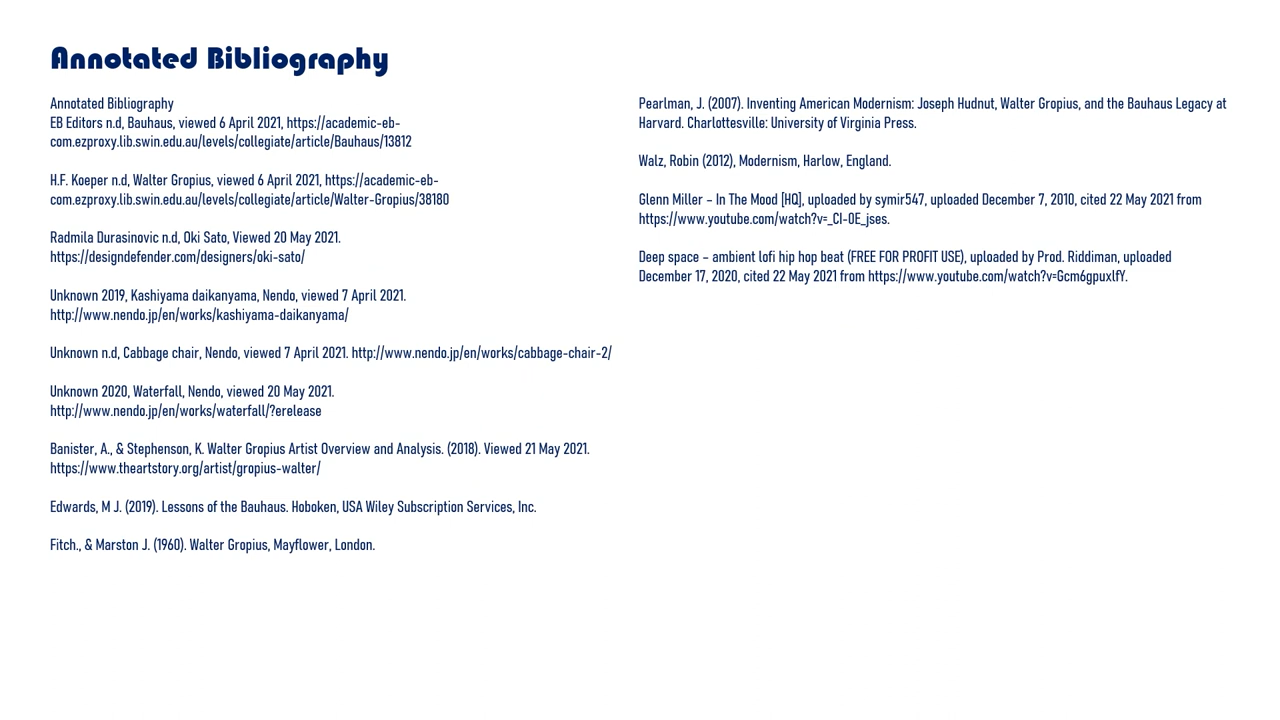 Annotated Bibliography
Annotated Bibliography
EB Editors n.d, Bauhaus, viewed 6 April 2021, https://academic-eb-
com.ezproxy.lib.swin.edu.au/levels/collegiate/article/Bauhaus/13812
H.F. Koeper n.d, Walter Gropius, viewed 6 April 2021, https://academic-eb-
com.ezproxy.lib.swin.edu.au/levels/collegiate/article/Walter-Gropius/38180
Radmila Durasinovic n.d, Oki Sato, Viewed 20 May 2021.
https://designdefender.com/designers/oki-sato/
Unknown 2019, Kashiyama daikanyama, Nendo, viewed 7 April 2021.
http://www.nendo.jp/en/works/kashiyama-daikanyama/
Unknown n.d, Cabbage chair, Nendo, viewed 7 April 2021. http://www.nendo.jp/en/works/cabbage-chair-2/
Unknown 2020, Waterfall, Nendo, viewed 20 May 2021.
http://www.nendo.jp/en/works/waterfall/?erelease
Banister, A., & Stephenson, K. Walter Gropius Artist Overview and Analysis. (2018). Viewed 21 May 2021.
https://www.theartstory.org/artist/gropius-walter/
Edwards, M J. (2019). Lessons of the Bauhaus. Hoboken, USA Wiley Subscription Services, Inc.
Fitch., & Marston J. (1960). Walter Gropius, Mayflower, London.
Pearlman, J. (2007). Inventing American Modernism: Joseph Hudnut, Walter Gropius, and the Bauhaus Legacy at
Harvard. Charlottesville: University of Virginia Press.
Walz, Robin (2012), Modernism, Harlow, England.
Glenn Miller – In The Mood [HQ], uploaded by symir547, uploaded December 7, 2010, cited 22 May 2021 from
https://www.youtube.com/watch?v=_CI-0E_jses.
Deep space – ambient lofi hip hop beat (FREE FOR PROFIT USE), uploaded by Prod. Riddiman, uploaded
December 17, 2020, cited 22 May 2021 from https://www.youtube.com/watch?v=Gcm6gpuxlfY.